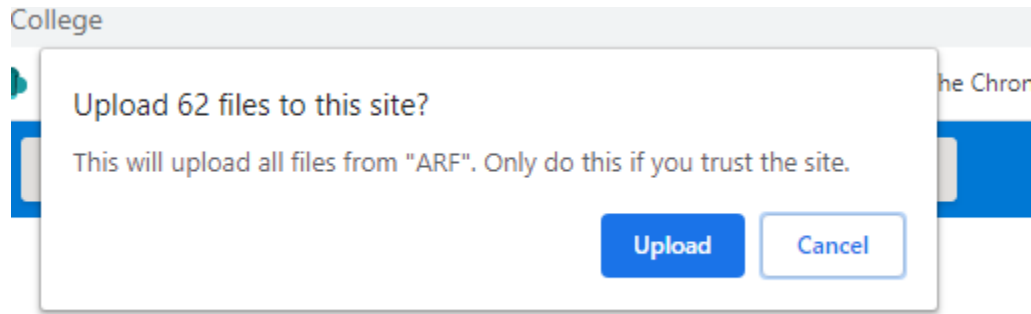 College
he Chron
Upload 62 files to this site?
This will upload all files from "ARF". Only do this if you trust the site.
Upload Cancel